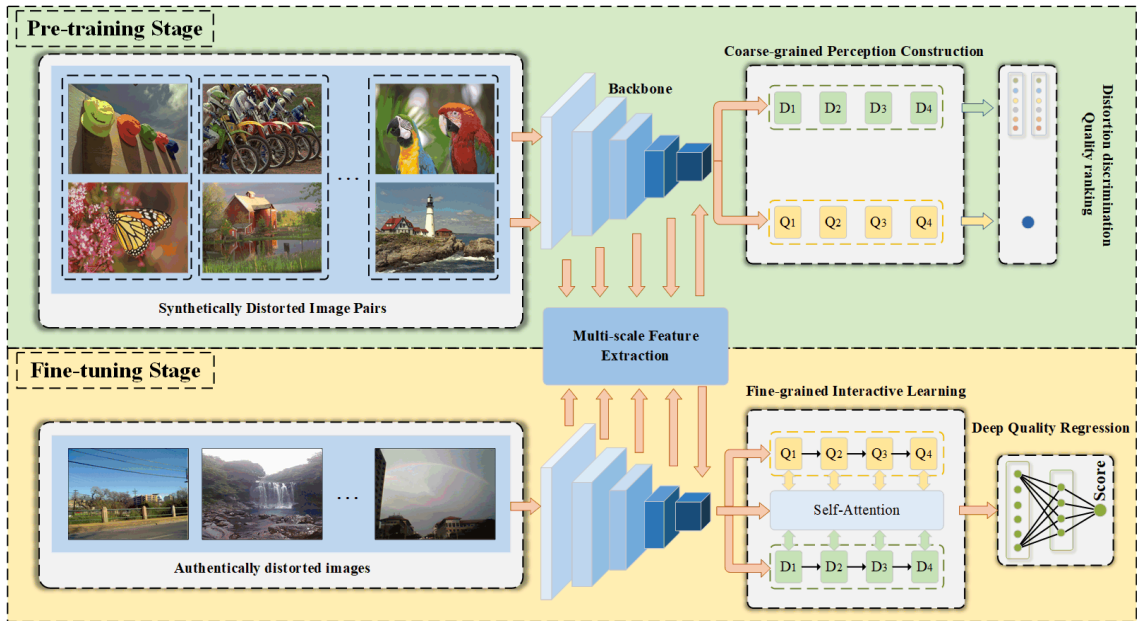 Pre-training Stage
Coarse-grained Perception Construction
Backbone
D1 D2 D3 D4
Q1 Q2 Q3 Q4
Distortion discrimination
Quality ranking
...
Synthetically Distorted Image Pairs
Multi-scale Feature
Extraction
Fine-tuning Stage
Fine-grained Interactive Learning
Deep Quality Regression
Q1 Q2 Q3 Q4
Self-Attention
D1 D2 D3 D4
Score
...
Authentically distorted images